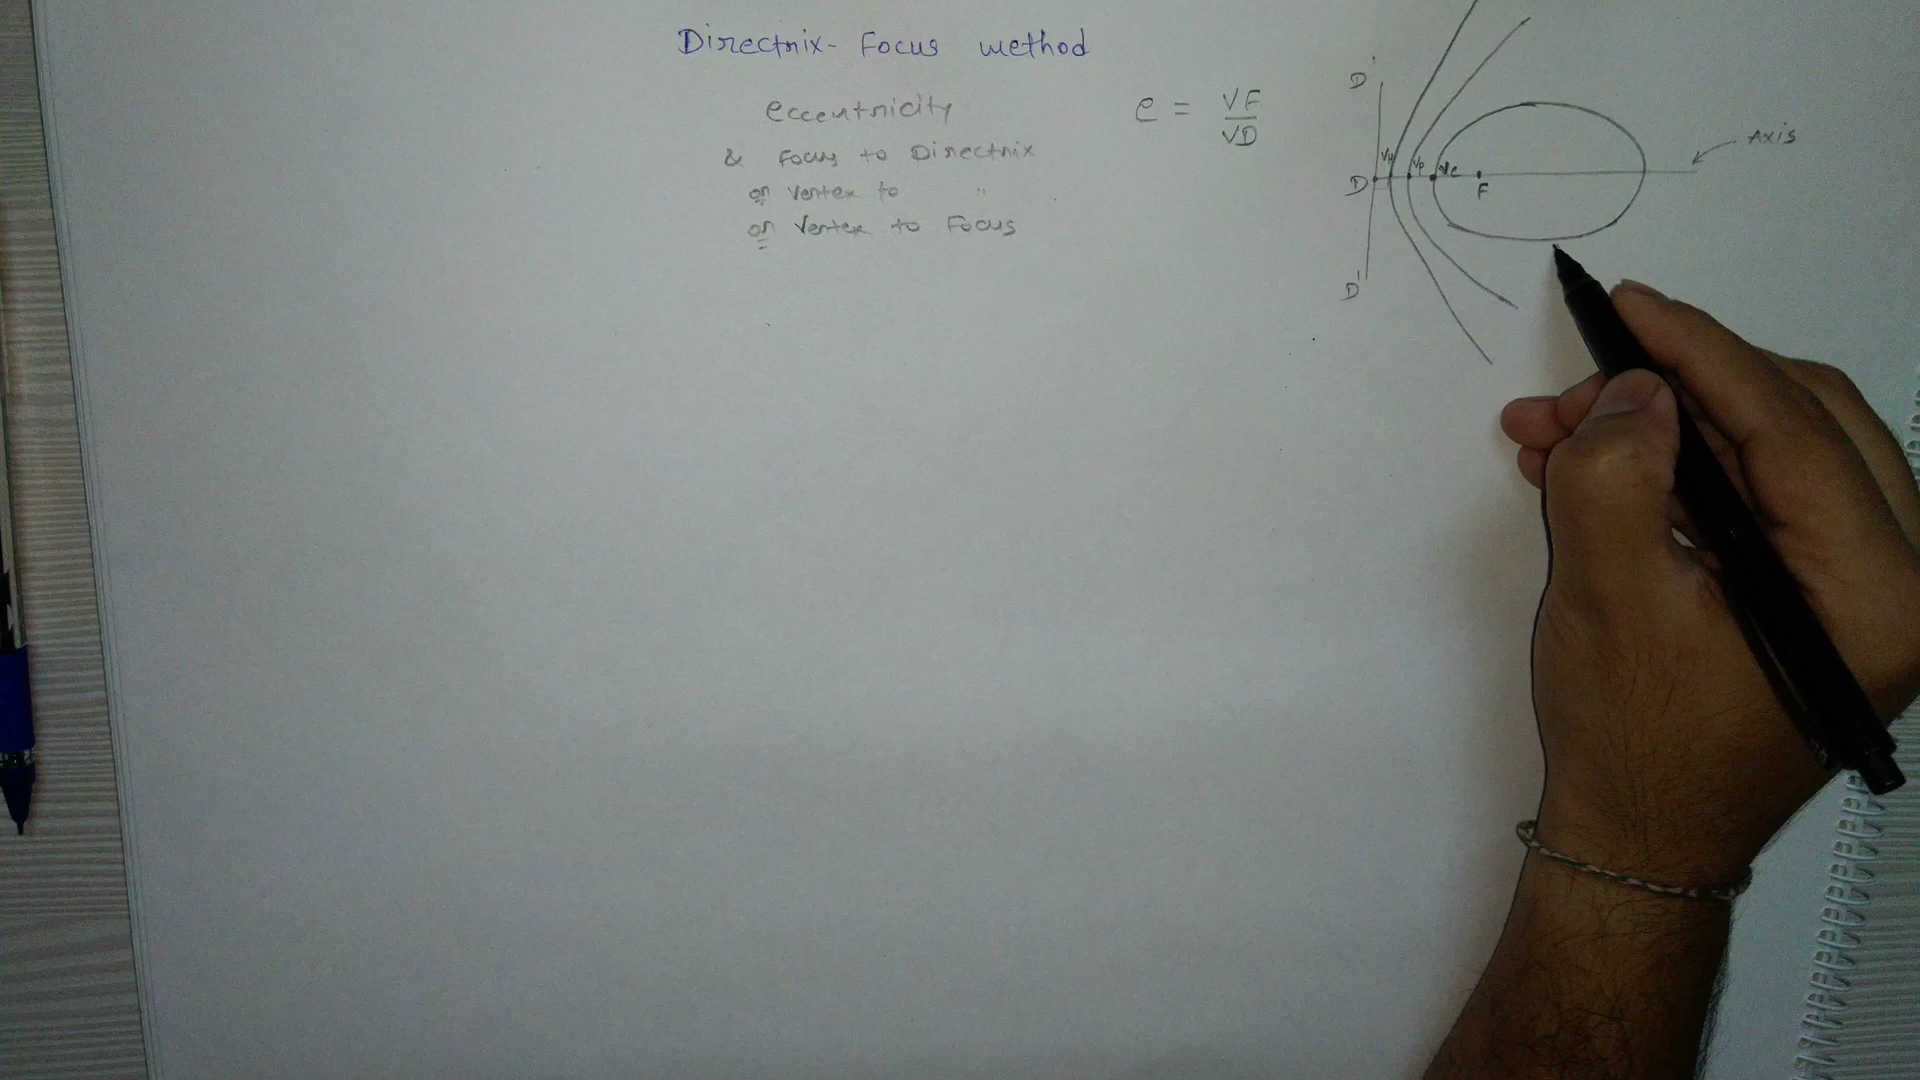 Directrix- Focus method
eccentricity
& Focus to Directrix
or Vertex to "
or Vertex to Focus
e = VF
VD
D'
Axis
VH VP Ve
D
F
D'